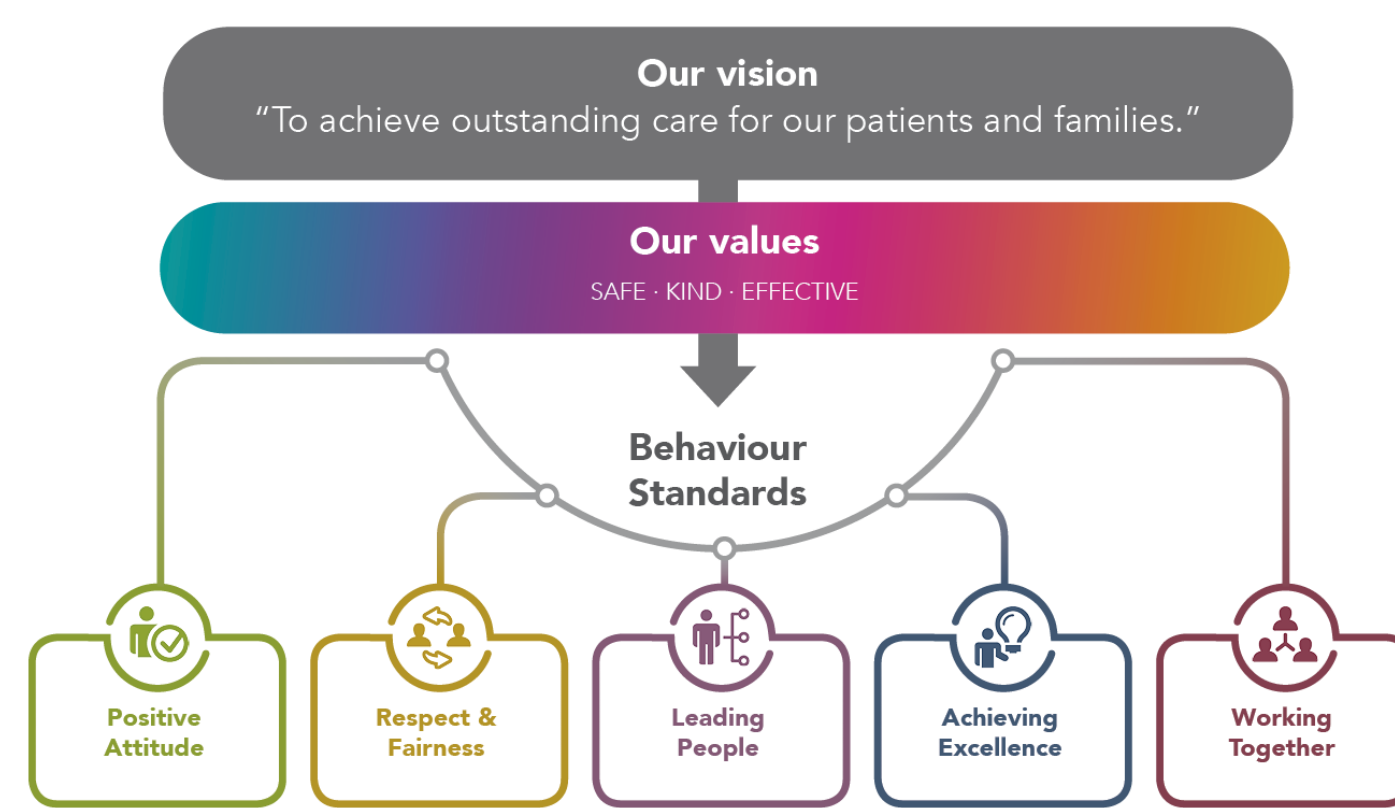 Our vision
“To achieve outstanding care for our patients and families.”
Our values
SAFE · KIND · EFFECTIVE
Behaviour
Standards
Positive
Attitude
Respect &
Fairness
Leading
People
Achieving
Excellence
Working
Together